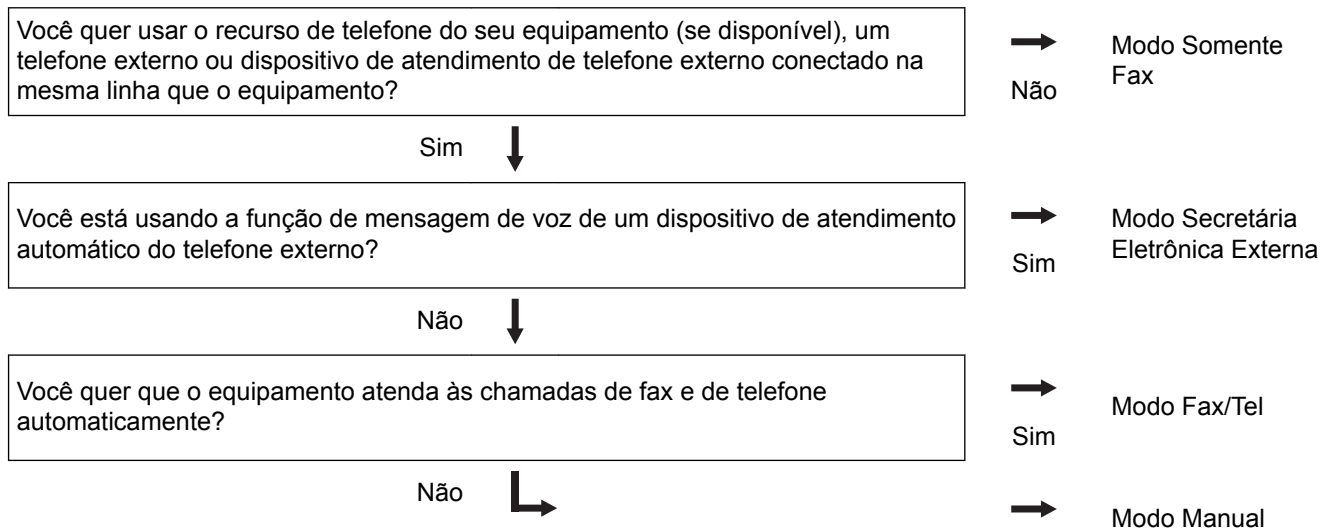 Você quer usar o recurso de telefone do seu equipamento (se disponível), um
telefone externo ou dispositivo de atendimento de telefone externo conectado na
mesma linha que o equipamento?
Não
Modo Somente
Fax
Sim
Você está usando a função de mensagem de voz de um dispositivo de atendimento
automático do telefone externo?
Sim
Modo Secretária
Eletrônica Externa
Não
Você quer que o equipamento atenda às chamadas de fax e de telefone
automaticamente?
Sim
Modo Fax/Tel
Não
Modo Manual